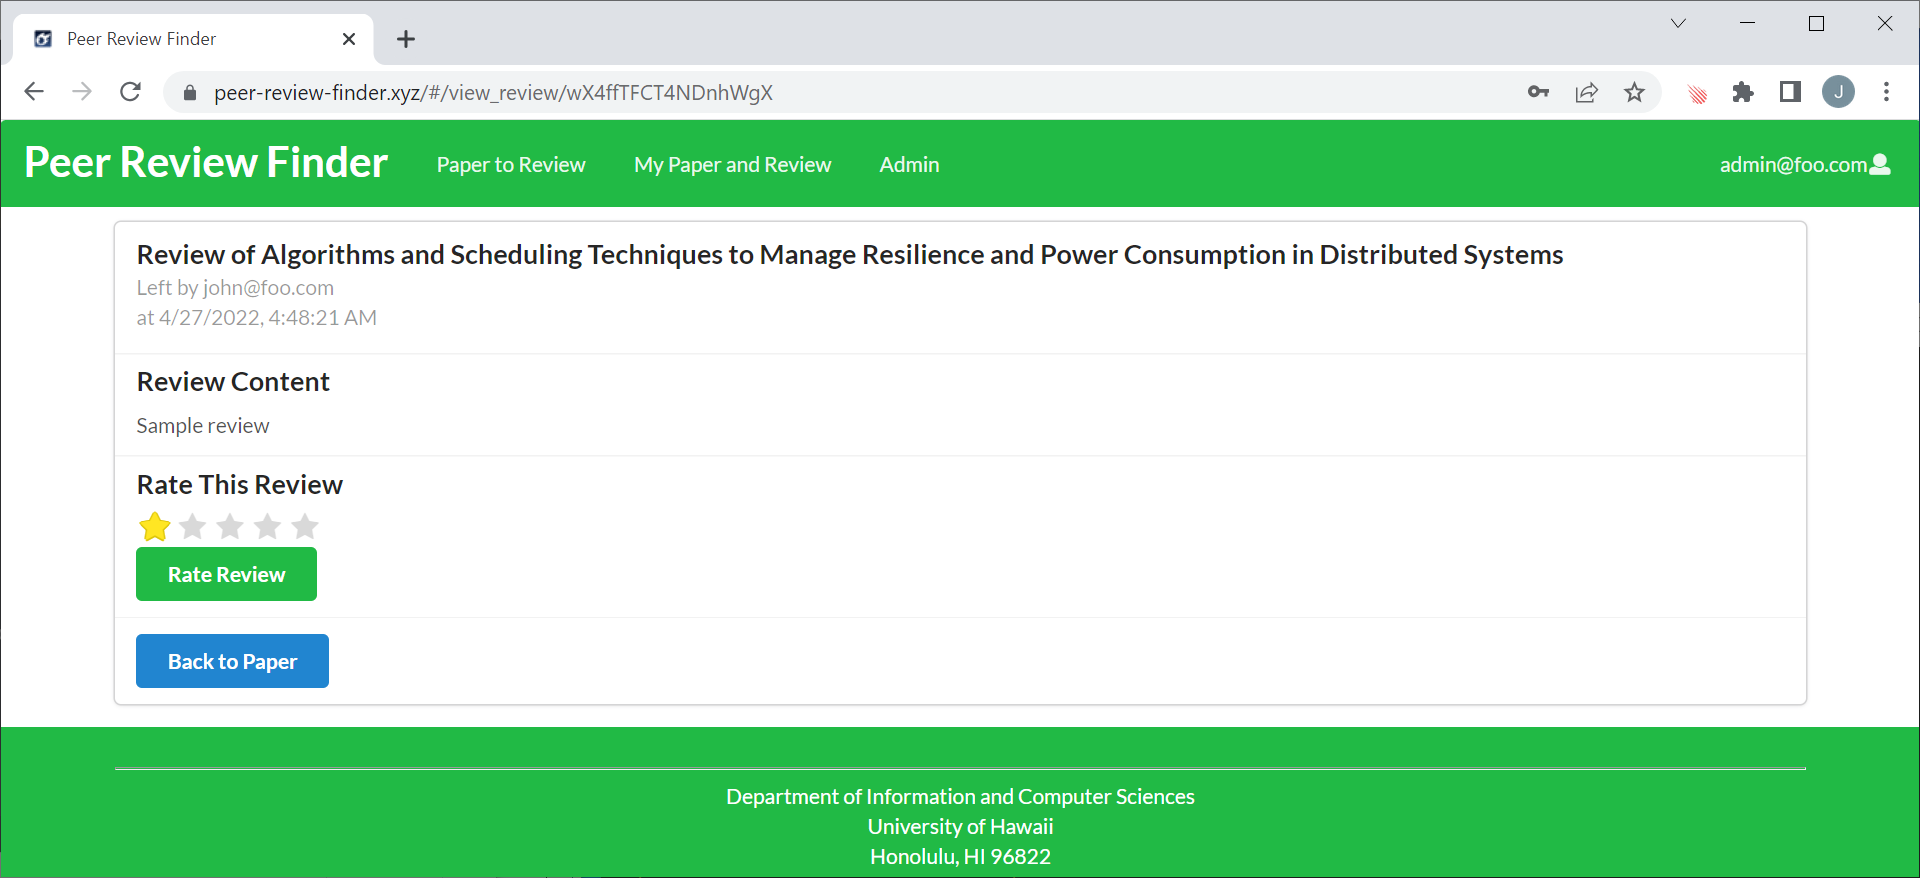 Peer Review Finder
peer-review-finder.xyz/#/view_review/wX4ffTFCT4NDnhWgX
J
Peer Review Finder
Paper to Review
My Paper and Review
Admin
admin@foo.com
Review of Algorithms and Scheduling Techniques to Manage Resilience and Power Consumption in Distributed Systems
Left by john@foo.com
at 4/27/2022, 4:48:21 AM
Review Content
Sample review
Rate This Review
Rate Review
Back to Paper
Department of Information and Computer Sciences
University of Hawaii
Honolulu, HI 96822